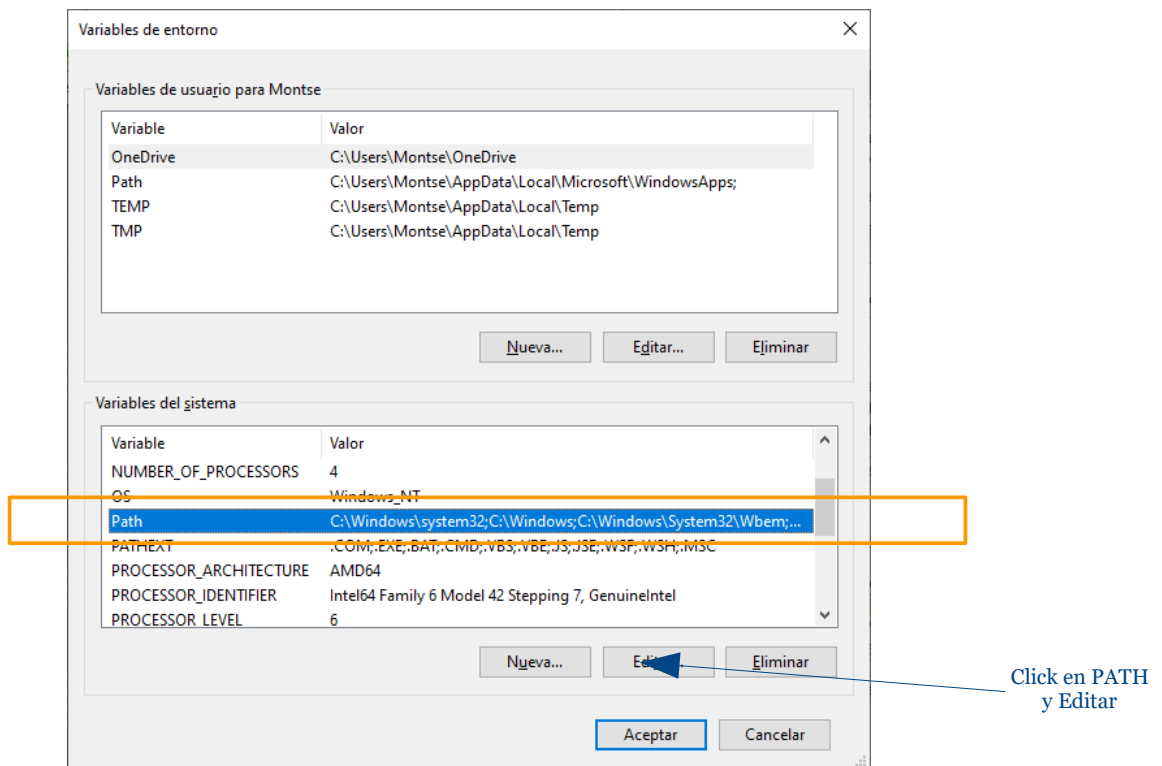 Variables de entorno
Variables de usuario para Montse
Variable Valor
OneDrive C:\Users\Montse\OneDrive
Path C:\Users\Montse\AppData\Local\Microsoft\WindowsApps;
TEMP C:\Users\Montse\AppData\Local\Temp
TMP C:\Users\Montse\AppData\Local\Temp
Nueva... Editar... Eliminar
Variables del sistema
Variable Valor
NUMBER_OF_PROCESSORS 4
OS Windows_NT
Path C:\Windows\system32;C:\Windows;C:\Windows\System32\Wbem;...
PATHEXT .COM;.EXE;.BAT;.CMD;.VBS;.VBE;.JS;.JSE;.WSF;.WSH;.MSC
PROCESSOR_ARCHITECTURE AMD64
PROCESSOR_IDENTIFIER Intel64 Family 6 Model 42 Stepping 7, GenuineIntel
PROCESSOR_LEVEL 6
Nueva... Eliminar
Click en PATH
y Editar
Aceptar Cancelar